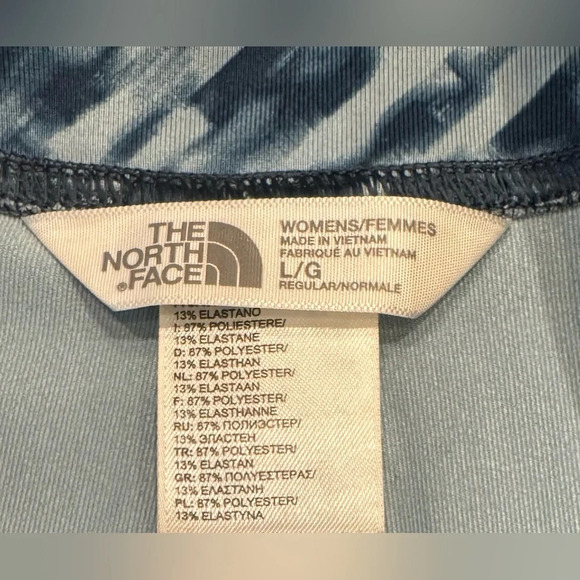 THE
NORTH
FACE
WOMENS/FEMMES
MADE IN VIETNAM
FABRIQUÉ AU VIETNAM
L/G
REGULAR/NORMALE
13% ELASTANO
I: 87% POLIESTERE/
13% ELASTANE
D: 87% POLYESTER/
13% ELASTHAN
NL: 87% POLYESTER/
13% ELASTAAN
F: 87% POLYESTER/
13% ELASTHANNE
RU: 87% ПОЛИЭСТЕР/
13% ЭЛАСТЕН
TR: 87% POLYESTER/
13% ELASTAN
GR: 87% ΠΟΛΥΕΣΤΕΡΑΣ/
13% ΕΛΑΣΤΑΝΗ
PL: 87% POLYESTER/
13% ELASTYNA